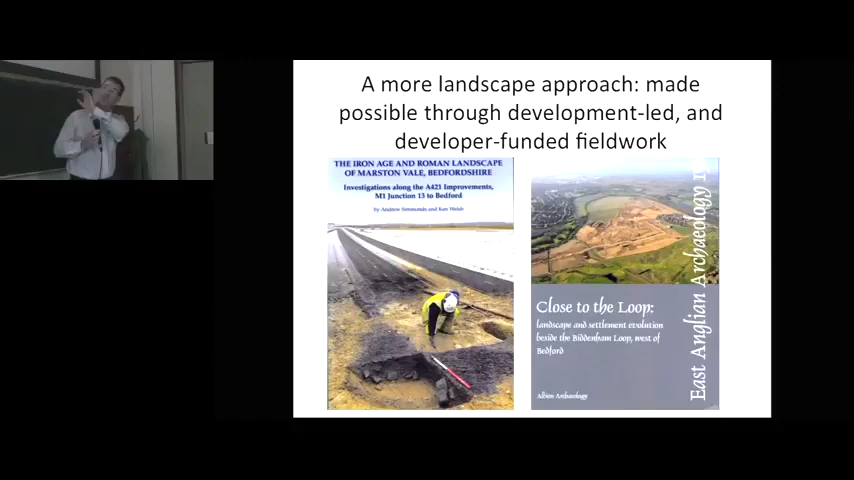 A more landscape approach: made
possible through development-led, and
developer-funded fieldwork
THE IRON AGE AND ROMAN LANDSCAPE
OF MARSTON VALE, BEDFORDSHIRE
Investigations along the A421 Improvements,
M1 Junction 13 to Bedford
by Andrew Simmonds and Ken Welsh
Close to the Loop:
landscape and settlement evolution
beside the Biddenham Loop, west of
Bedford
Albion Archaeology
East Anglian Archaeology